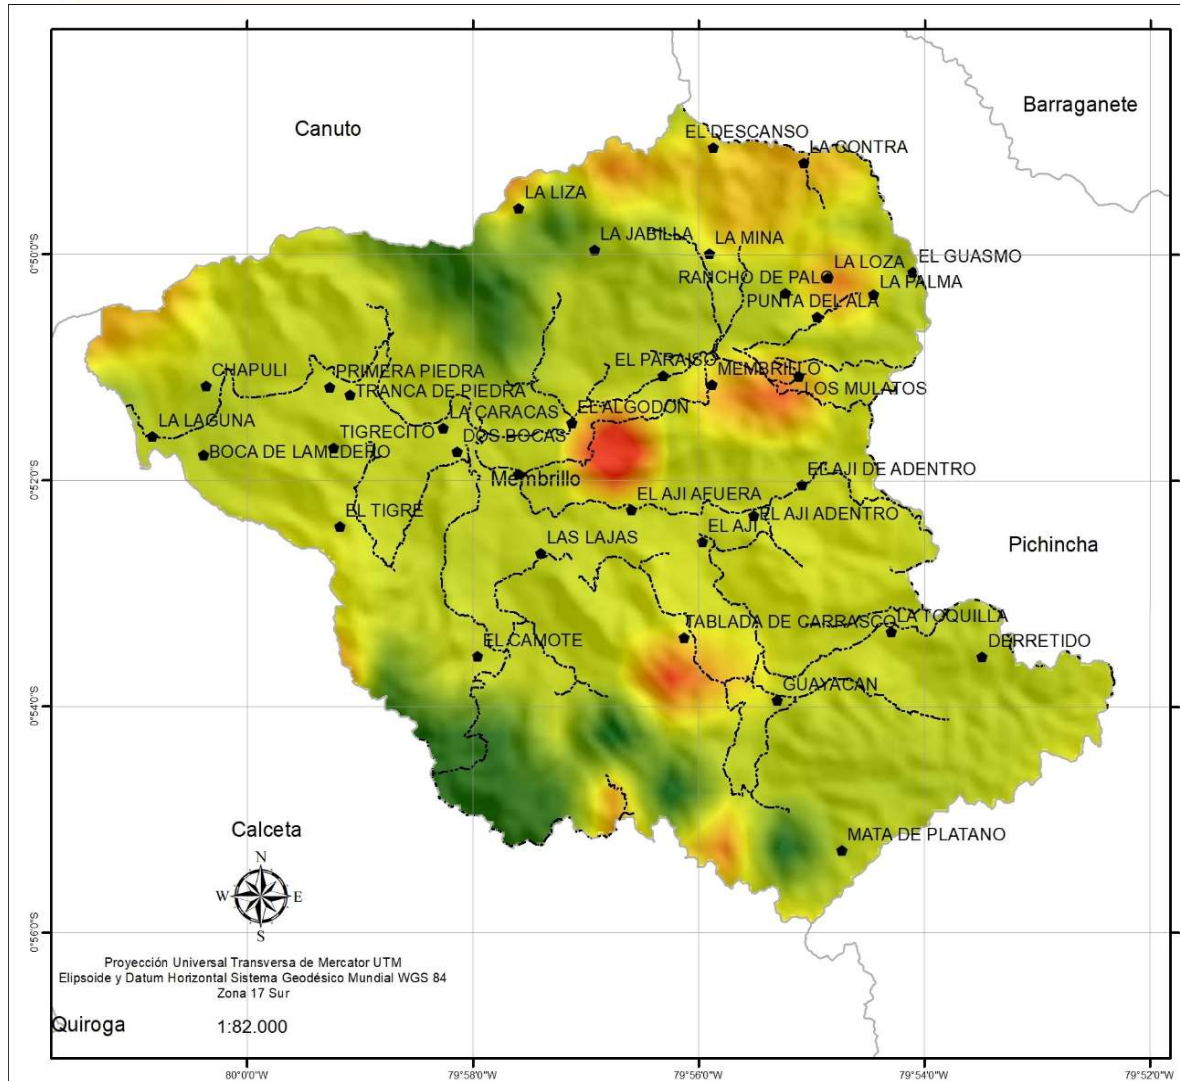 Canuto
Barraganete
EL DESCANSO
LA CONTRA
LA LIZA
LA JABILLA
LA MINA
LA LOZA
EL GUASMO
RANCHO DE PALO
LA PALMA
PUNTA DEL ALA
0°50'0"S
EL PARAISO
MEMBRILLO
LOS MULATOS
CHAPULI
PRIMERA PIEDRA
TRANCA DE PIEDRA
LA CARACAS
EL ALGODON
LA LAGUNA
TIGRECITO
DOS BOCAS
BOCA DE LAMEDERO
Membrillo
EL AJI DE ADENTRO
0°52'0"S
EL AJI AFUERA
EL AJI ADENTRO
EL TIGRE
EL AJI
LAS LAJAS
Pichincha
TABLADA DE CARRASCO
LA TOQUILLA
EL CAMOTE
DERRETIDO
GUAYACAN
0°54'0"S
MATA DE PLATANO
Calceta
N
W E
S
0°56'0"S
Proyección Universal Transversa de Mercator UTM
Elipsoide y Datum Horizontal Sistema Geodésico Mundial WGS 84
Zona 17 Sur
Quiroga
1:82.000
80°0'0"W 79°58'0"W 79°56'0"W 79°54'0"W 79°52'0"W